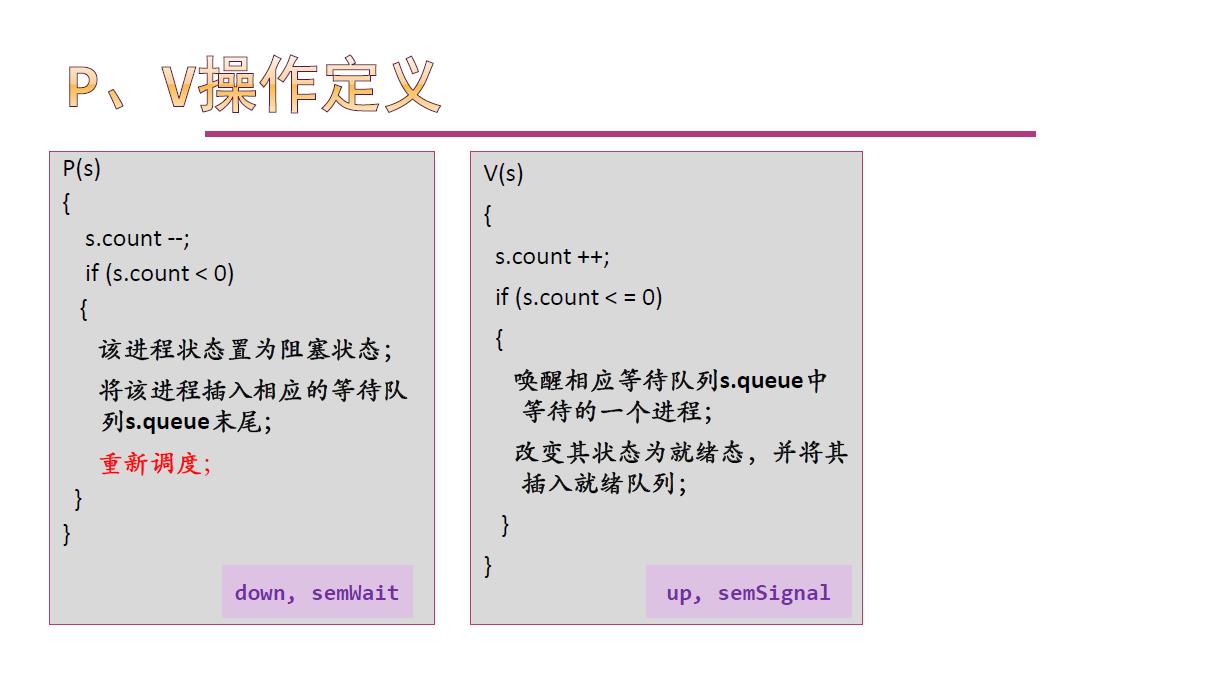 P、V操作定义
P(s)
{
s.count --;
if (s.count < 0)
{
该进程状态置为阻塞状态;
将该进程插入相应的等待队
列s.queue末尾;
重新调度;
}
}
down, semWait
V(s)
{
s.count ++;
if (s.count < = 0)
{
唤醒相应等待队列s.queue中
等待的一个进程;
改变其状态为就绪态，并将其
插入就绪队列;
}
}
up, semSignal